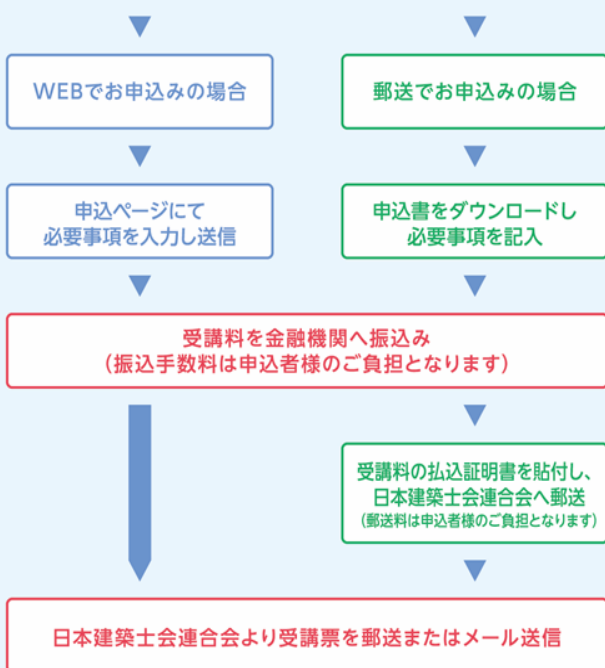 WEBでお申込みの場合
郵送でお申込みの場合
申込ページにて
必要事項を入力し送信
申込書をダウンロードし
必要事項を記入
受講料を金融機関へ振込み
(振込手数料は申込者様のご負担となります)
受講料の払込証明書を貼付し、
日本建築士会連合会へ郵送
(郵送料は申込者様のご負担となります)
日本建築士会連合会より受講票を郵送またはメール送信